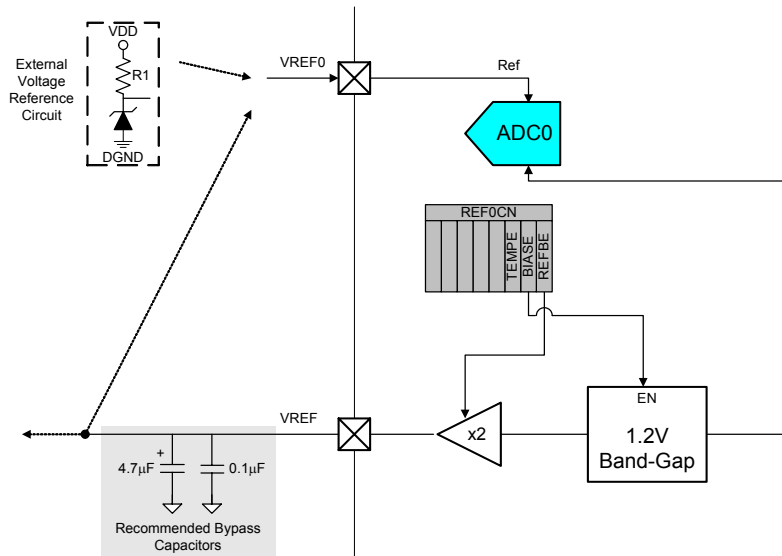 VDD
External
Voltage
Reference
Circuit
R1
DGND
VREF0
Ref
ADC0
REF0CN
TEMPE
BIASE
REFBE
EN
1.2V
Band-Gap
x2
VREF
+
4.7µF
0.1µF
Recommended Bypass
Capacitors